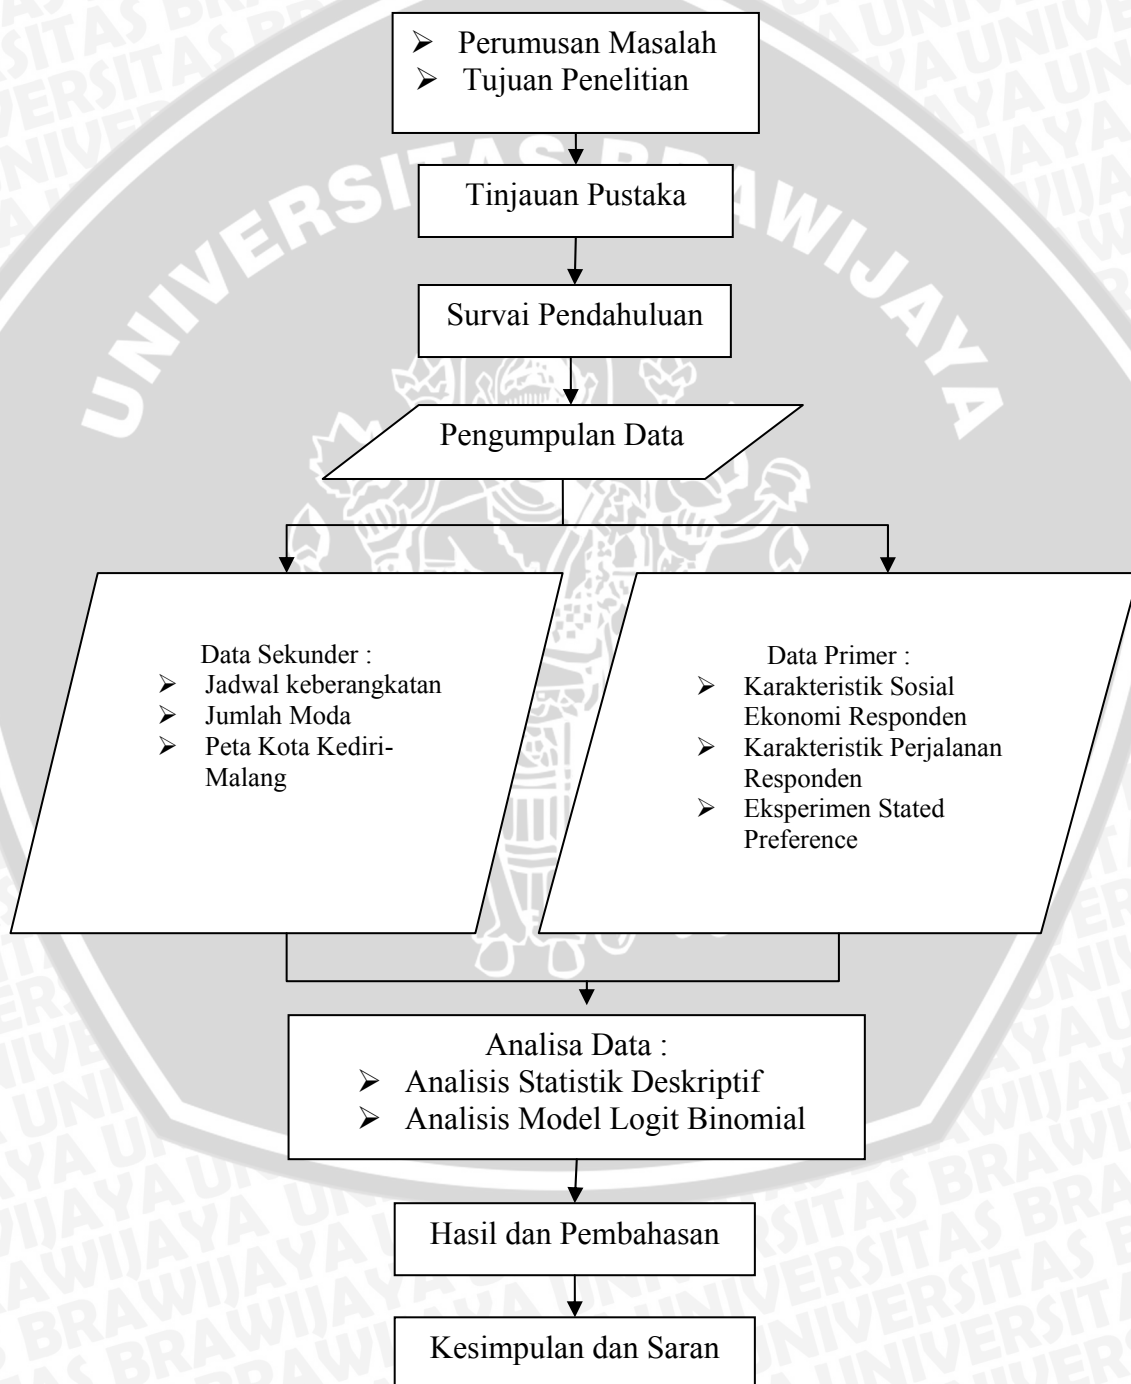 ➢ Perumusan Masalah
➢ Tujuan Penelitian
UNIVERSITAS BRAWIJAYA
Tinjauan Pustaka
Survai Pendahuluan
Pengumpulan Data
Data Sekunder :
➢ Jadwal keberangkatan
➢ Jumlah Moda
➢ Peta Kota Kediri-
Malang
Data Primer :
➢ Karakteristik Sosial
Ekonomi Responden
➢ Karakteristik Perjalanan
Responden
➢ Eksperimen Stated
Preference
Analisa Data :
➢ Analisis Statistik Deskriptif
➢ Analisis Model Logit Binomial
Hasil dan Pembahasan
Kesimpulan dan Saran